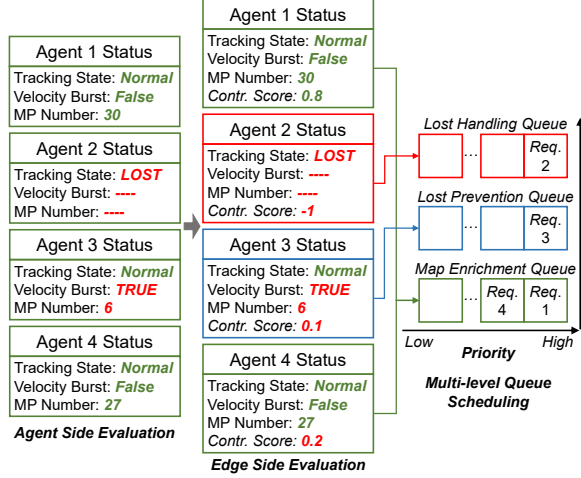 Agent 1 Status
Tracking State: Normal
Velocity Burst: False
MP Number: 30
Agent 2 Status
Tracking State: LOST
Velocity Burst: ----
MP Number: ----
Agent 3 Status
Tracking State: Normal
Velocity Burst: TRUE
MP Number: 6
Agent 4 Status
Tracking State: Normal
Velocity Burst: False
MP Number: 27
Agent Side Evaluation
Agent 1 Status
Tracking State: Normal
Velocity Burst: False
MP Number: 30
Contr. Score: 0.8
Agent 2 Status
Tracking State: LOST
Velocity Burst: ----
MP Number: ----
Contr. Score: -1
Agent 3 Status
Tracking State: Normal
Velocity Burst: TRUE
MP Number: 6
Contr. Score: 0.1
Agent 4 Status
Tracking State: Normal
Velocity Burst: False
MP Number: 27
Contr. Score: 0.2
Edge Side Evaluation
Lost Handling Queue
... Req.
2
Lost Prevention Queue
... Req.
3
Map Enrichment Queue
... Req. Req.
4 1
Low High
Priority
Multi-level Queue
Scheduling